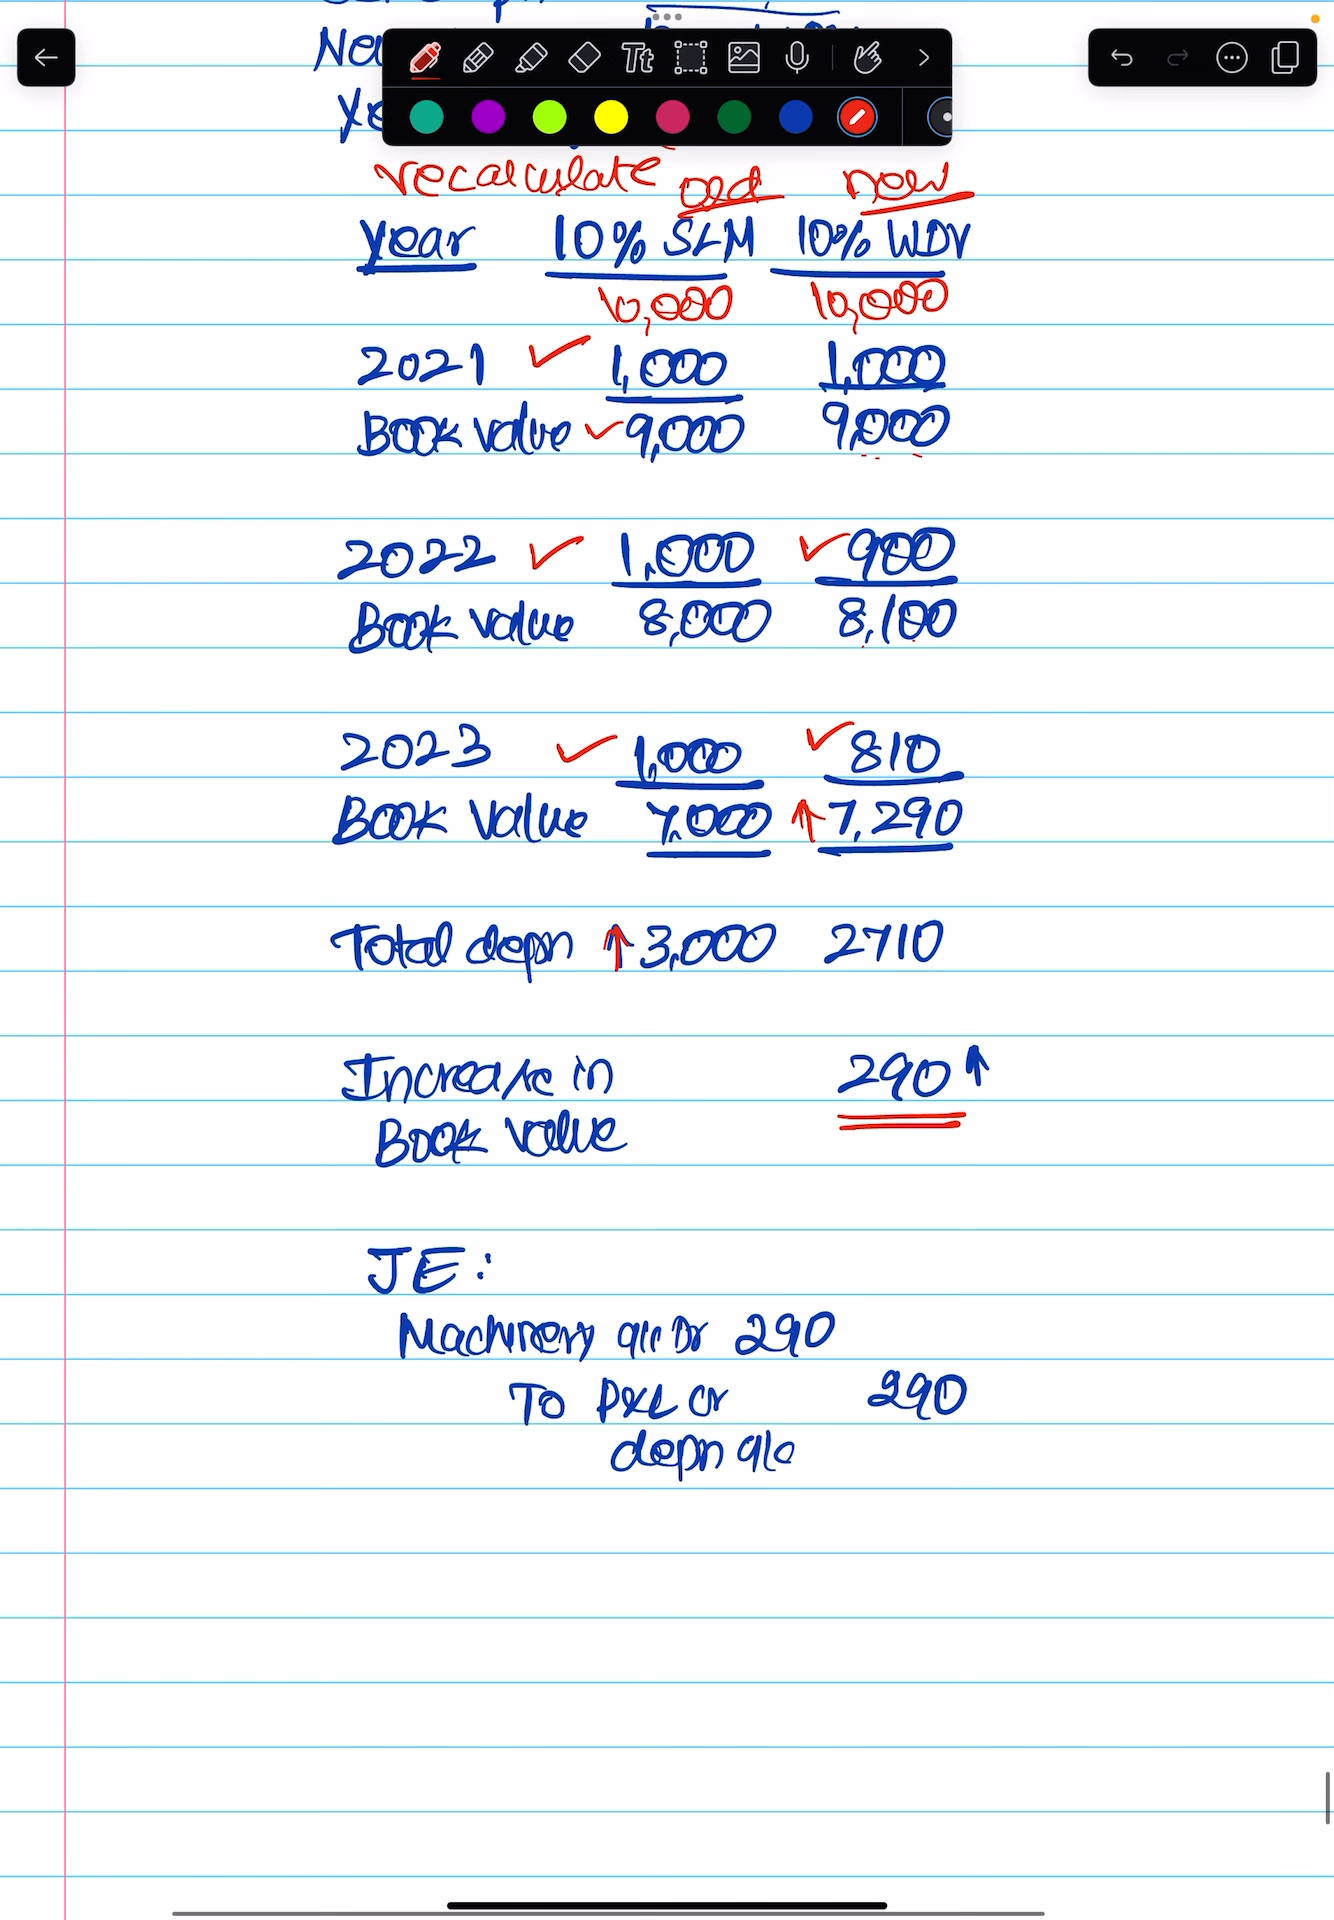 Tt
recalculate old new
Year 10% SLM 10% WDV
10,000 10,000
2021 1,000 1,000
Book value 9,000 9,000
2022 1,000 900
Book value 8,000 8,100
2023 1,000 810
Book value 7,000 7,290
Total depn 3,000 2710
Increase in 290
Book value
JE:
Machinery a/c Dr 290
To P&L or 290
depn a/c